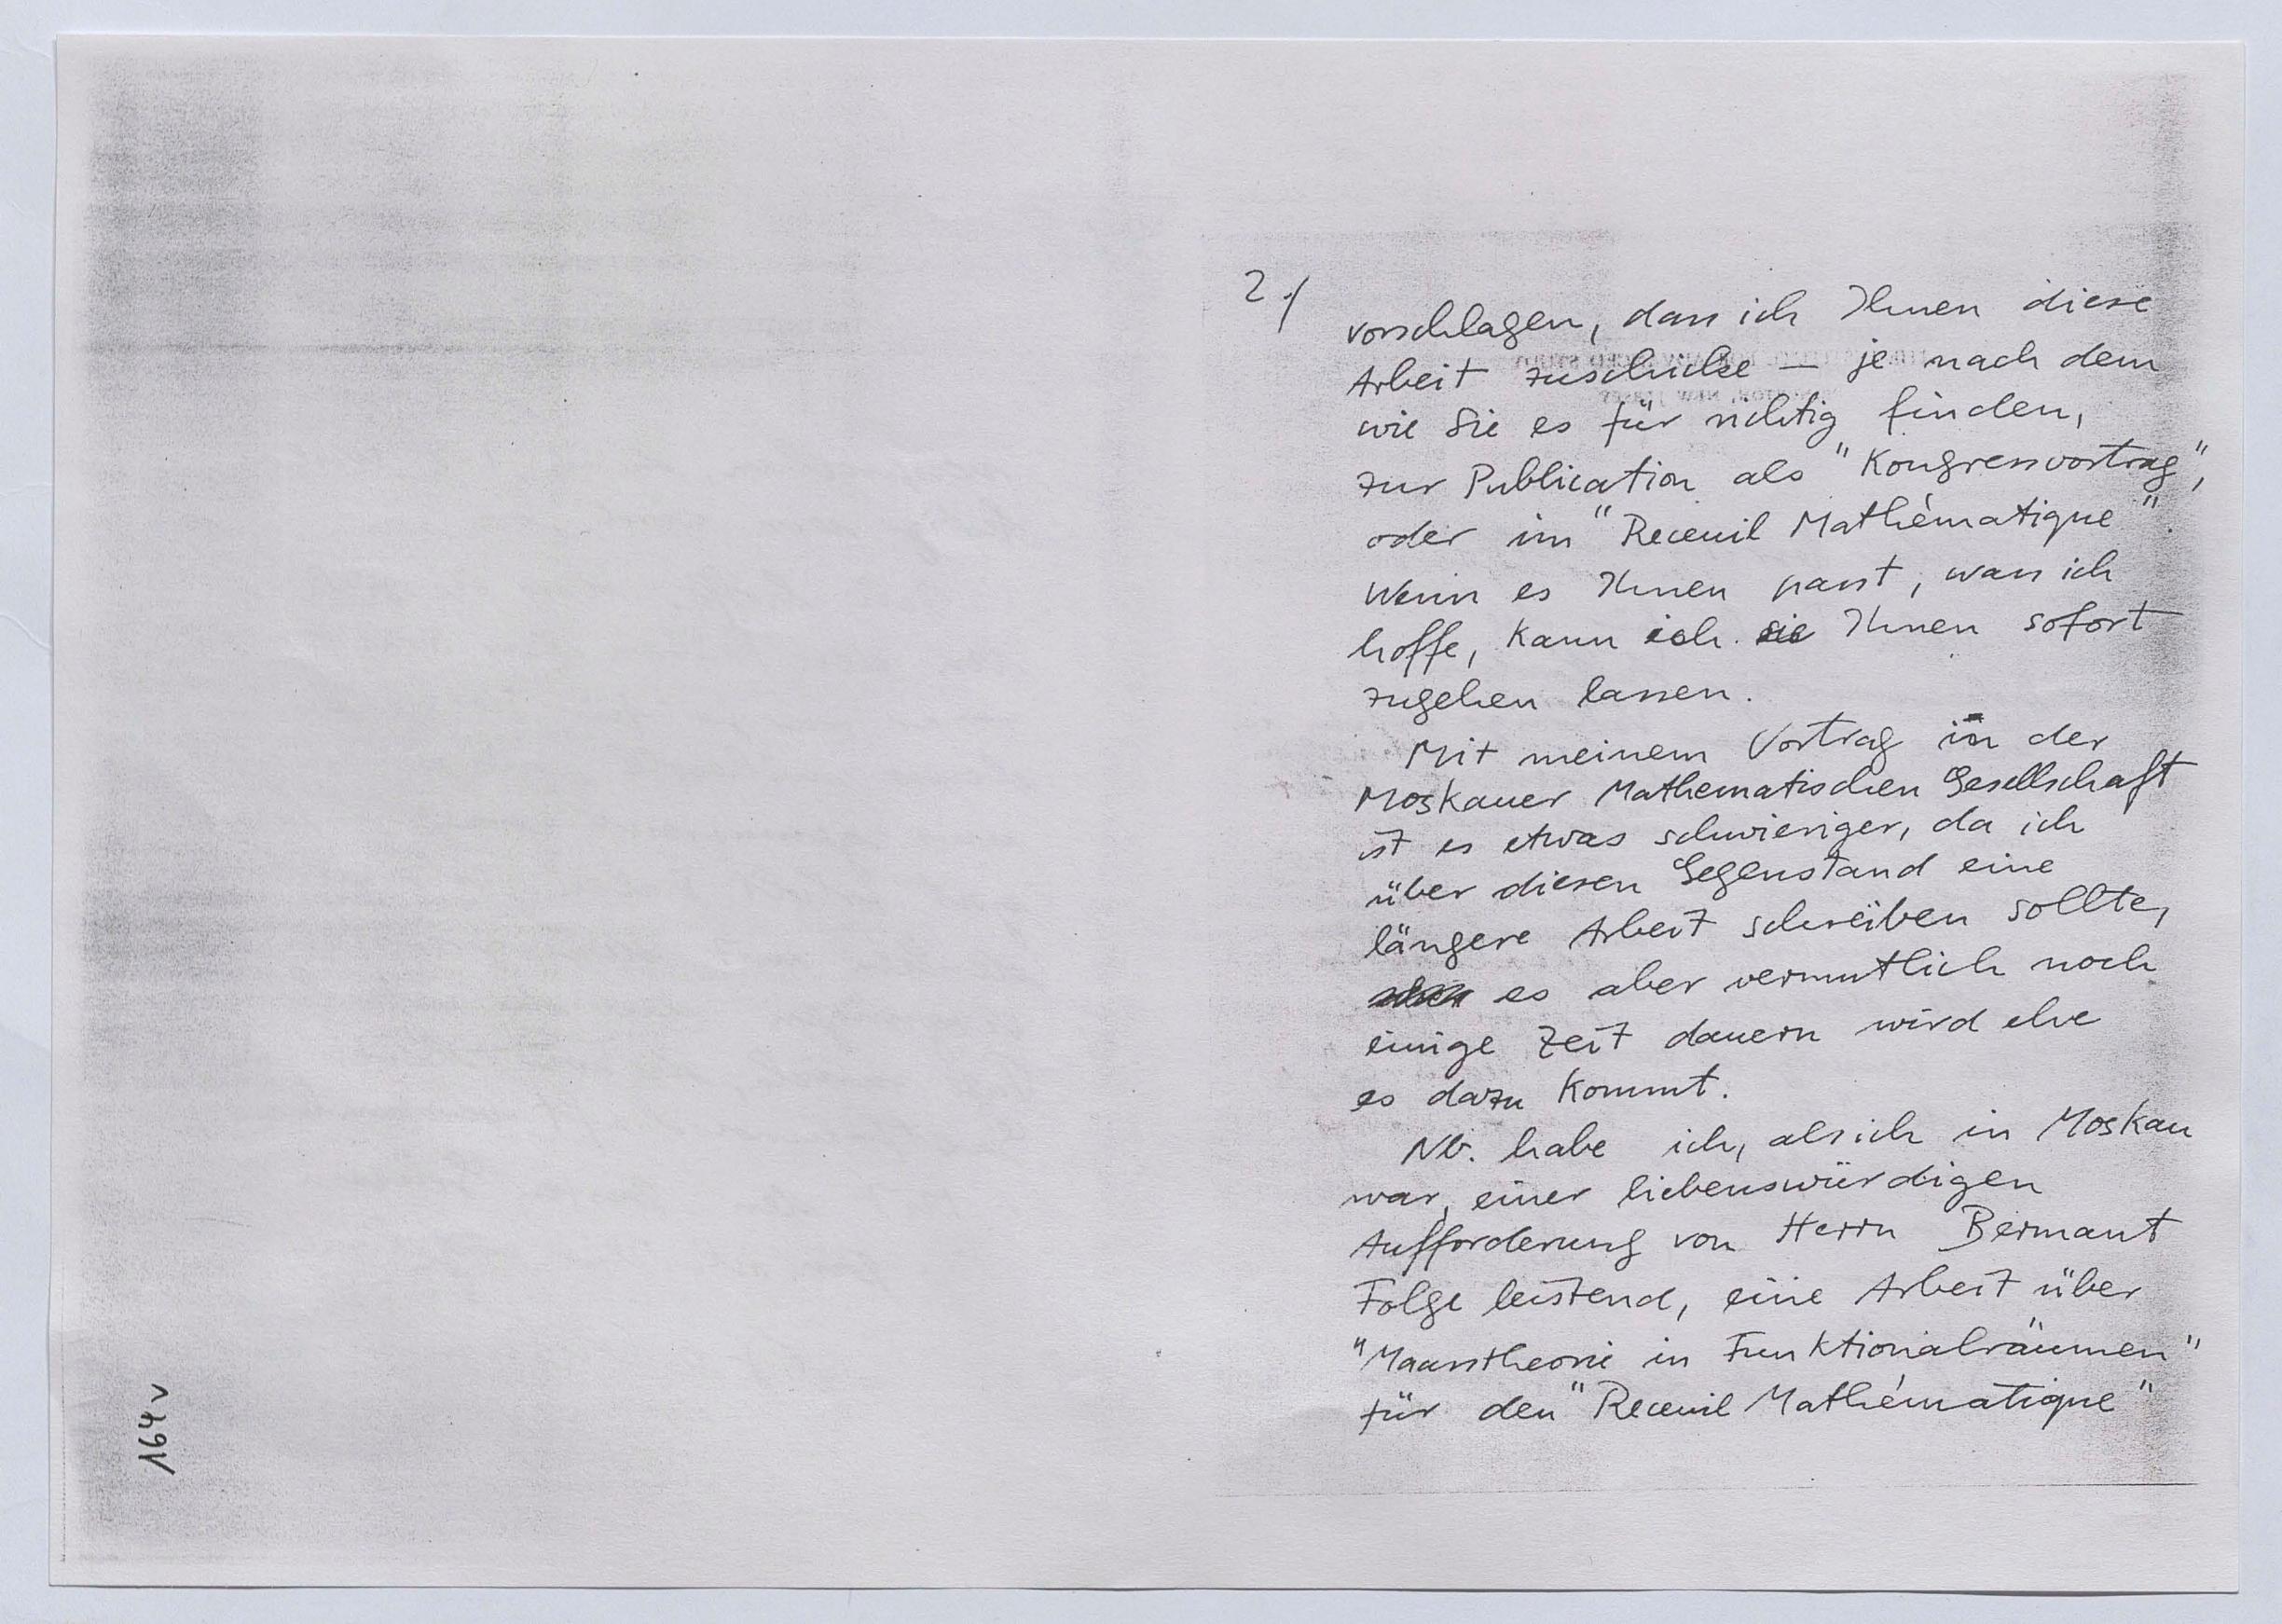 2./
vorschlagen, dass ich Ihnen diese
Arbeit zuschicke — je nach dem
wie Sie es für richtig finden,
zur Publication als "Kongressvortrag",
oder im "Receuil Mathématique".
Wenn es Ihnen passt, was ich
hoffe, kann ich sie Ihnen sofort
zugehen lassen.
Mit meinem Vortrag in der
Moskauer Mathematischen Gesellschaft
ist es etwas schwieriger, da ich
über diesen Gegenstand eine
längere Arbeit schreiben sollte,
es aber vermutlich noch
einige Zeit dauern wird ehe
es dazu kommt.
Nb. habe ich, als ich in Moskau
war, einer liebenswürdigen
Aufforderung von Herrn Bermant
Folge leistend, eine Arbeit über
"Maasstheorie in Funktionalräumen"
für den "Receuil Mathématique"
164v